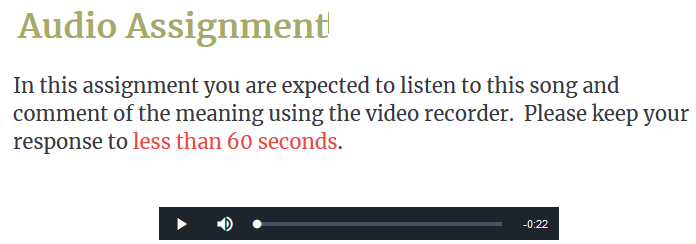 Audio Assignment
In this assignment you are expected to listen to this song and
comment of the meaning using the video recorder.  Please keep your
response to less than 60 seconds.
-0:22